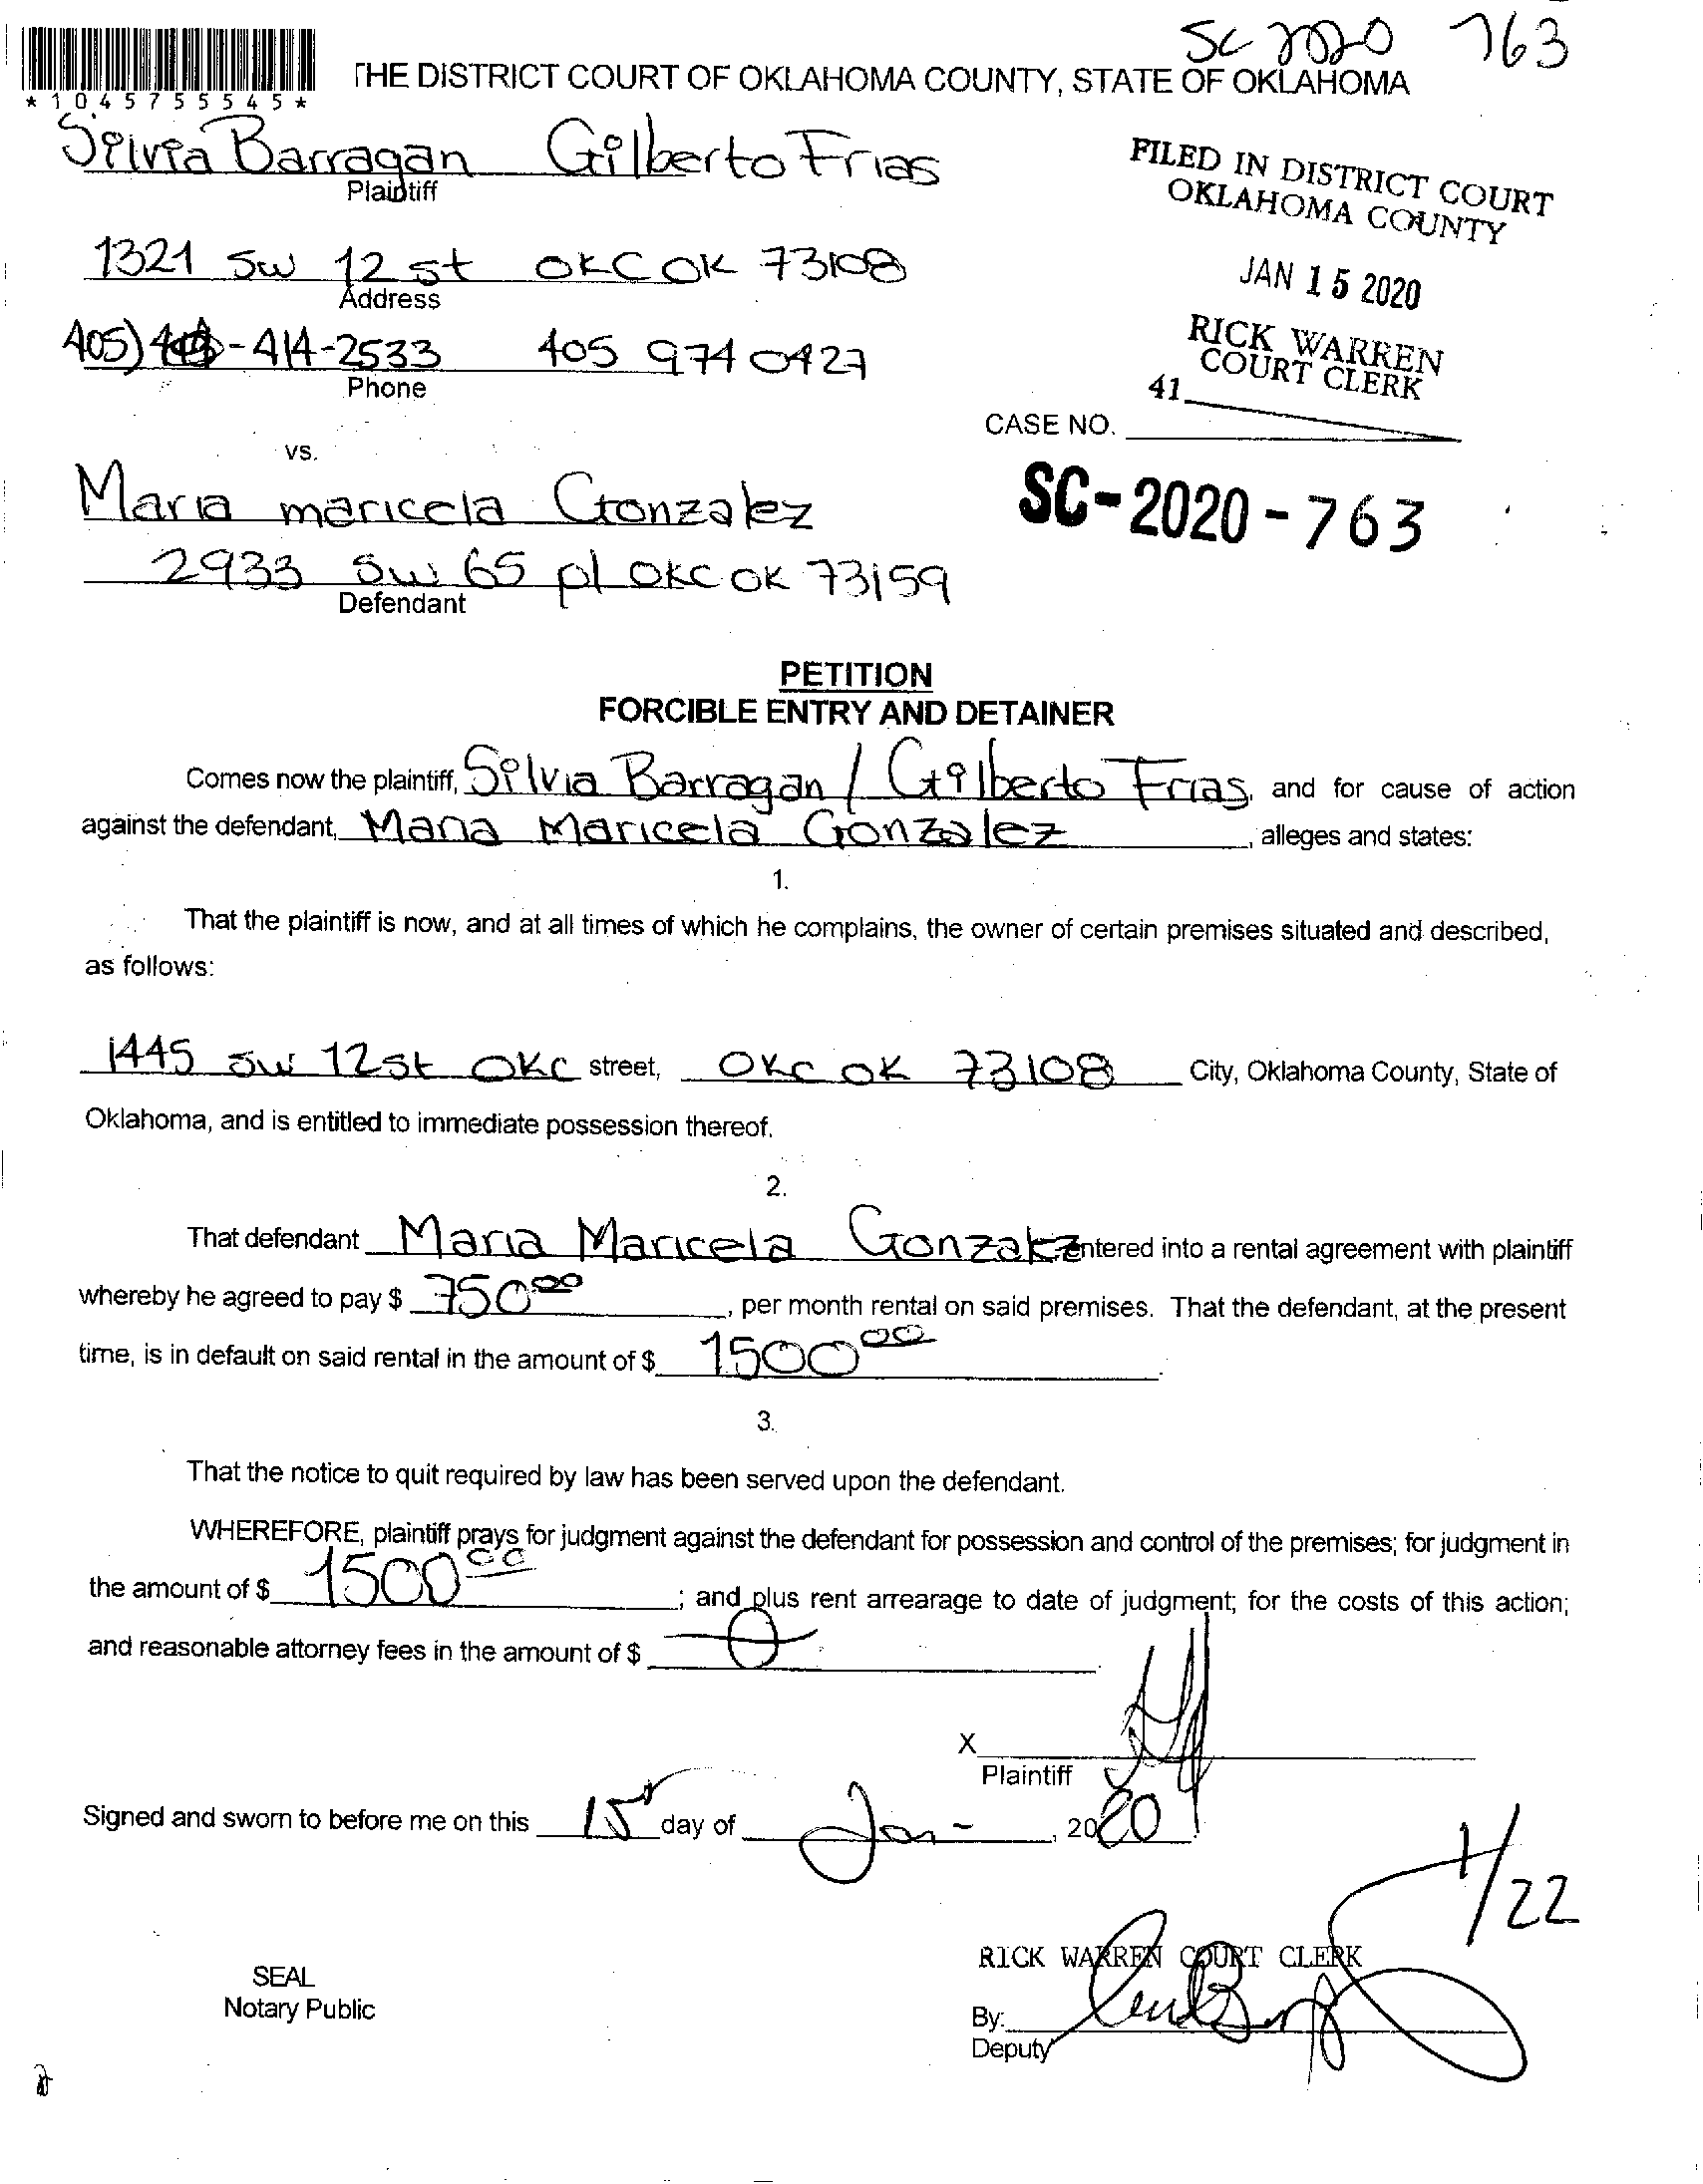 SC 2020 763
*1045755545*
THE DISTRICT COURT OF OKLAHOMA COUNTY, STATE OF OKLAHOMA
Silvia Barragan Gilberto Frias
Plaintiff
FILED IN DISTRICT COURT
OKLAHOMA COUNTY
1321 SW 12 st OKC OK 73108
Address
JAN 15 2020
405) -414-2533 405 974 0427
Phone
RICK WARREN
COURT CLERK
41
CASE NO.
vs.
Maria maricela Gonzalez
SC-2020-763
2933 SW 65 pl OKC OK 73159
Defendant
PETITION
FORCIBLE ENTRY AND DETAINER
Comes now the plaintiff, Silvia Barragan / Gilberto Frias, and for cause of action
against the defendant, Maria Maricela Gonzalez, alleges and states:
1.
That the plaintiff is now, and at all times of which he complains, the owner of certain premises situated and described,
as follows:
1445 SW 12st OKC street, OKC OK 73108 City, Oklahoma County, State of
Oklahoma, and is entitled to immediate possession thereof.
2.
That defendant Maria Maricela Gonzalez entered into a rental agreement with plaintiff
whereby he agreed to pay $ 750 00, per month rental on said premises. That the defendant, at the present
time, is in default on said rental in the amount of $ 1500 00.
3.
That the notice to quit required by law has been served upon the defendant.
WHEREFORE, plaintiff prays for judgment against the defendant for possession and control of the premises; for judgment in
the amount of $ 1500 00; and plus rent arrearage to date of judgment; for the costs of this action;
and reasonable attorney fees in the amount of $ 0.
X
Plaintiff
Signed and sworn to before me on this 15 day of Jan, 2020
1/22
RICK WARREN COURT CLERK
SEAL
Notary Public
By:
Deputy